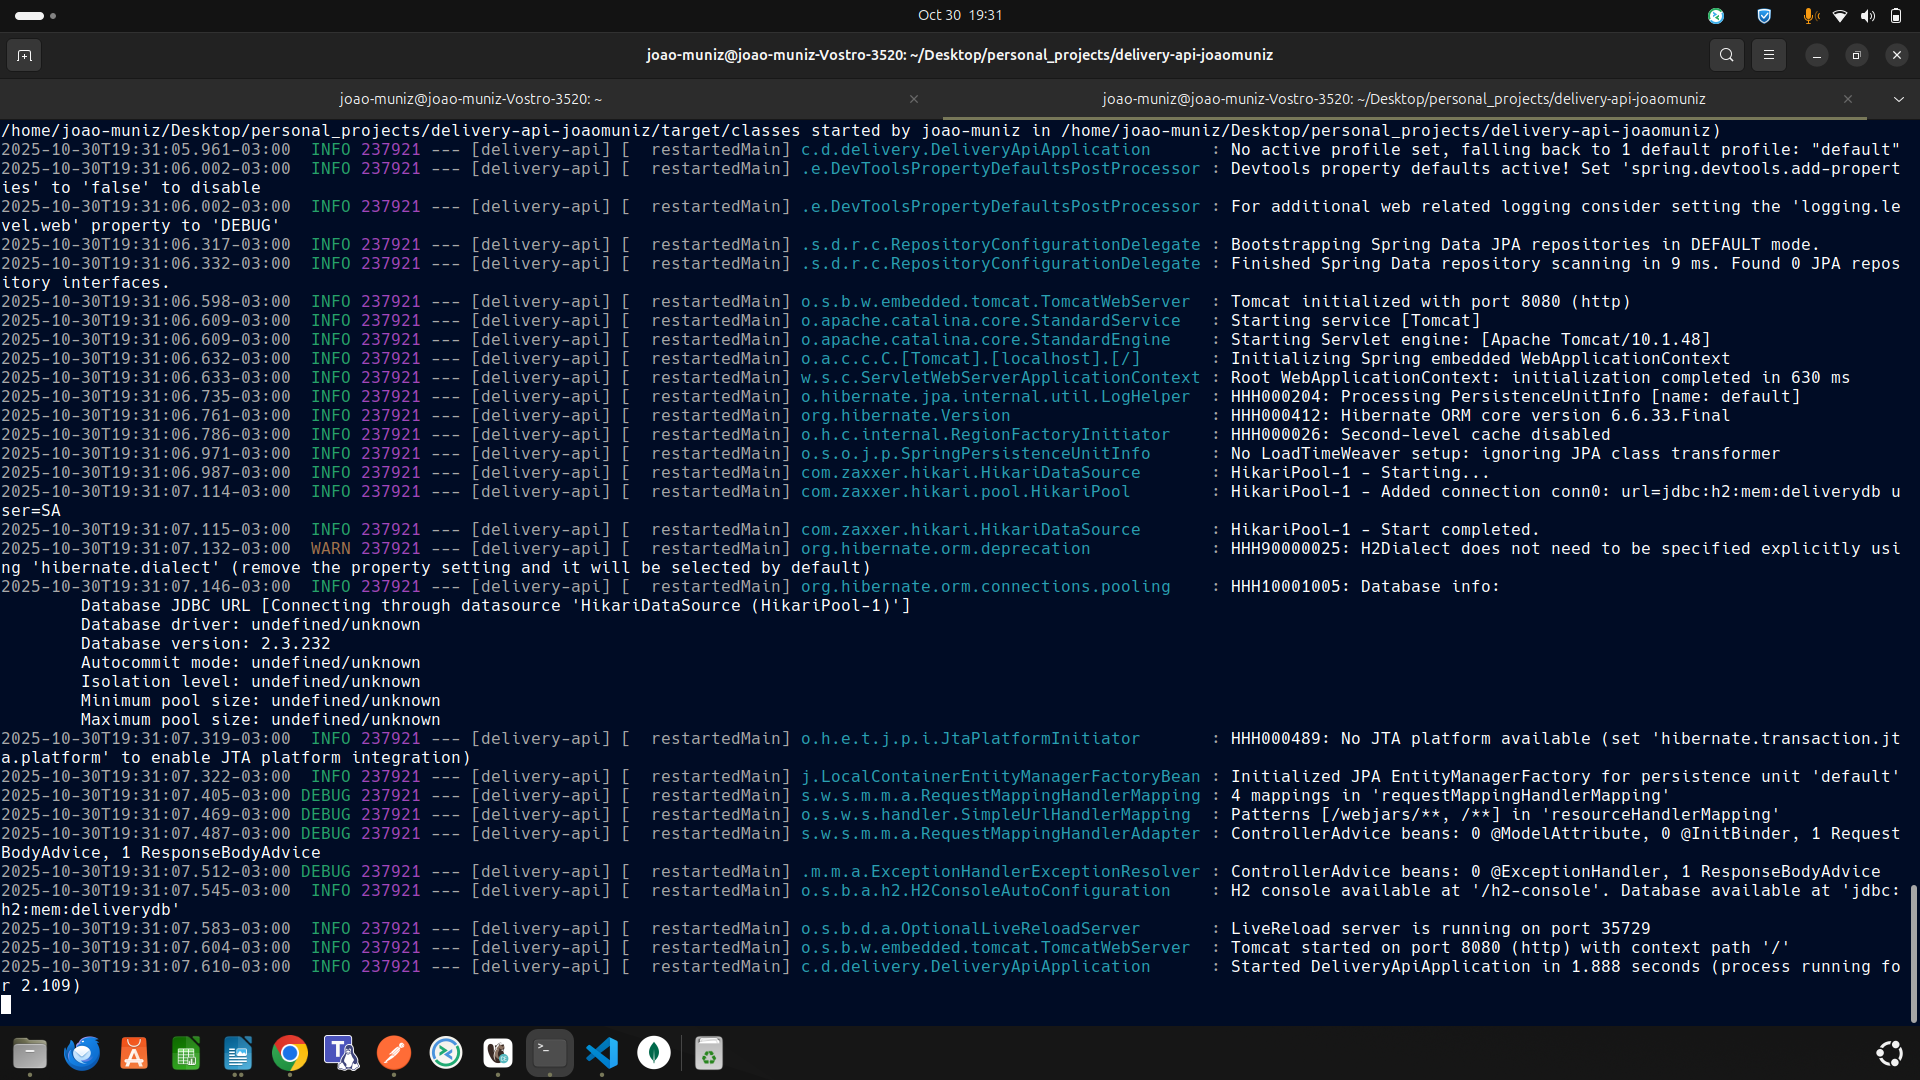 Oct 30 19:31
joao-muniz@joao-muniz-Vostro-3520: ~/Desktop/personal_projects/delivery-api-joaomuniz
joao-muniz@joao-muniz-Vostro-3520: ~
joao-muniz@joao-muniz-Vostro-3520: ~/Desktop/personal_projects/delivery-api-joaomuniz
/home/joao-muniz/Desktop/personal_projects/delivery-api-joaomuniz/target/classes started by joao-muniz in /home/joao-muniz/Desktop/personal_projects/delivery-api-joaomuniz)
2025-10-30T19:31:05.961-03:00  INFO 237921 --- [delivery-api] [  restartedMain] c.d.delivery.DeliveryApiApplication      : No active profile set, falling back to 1 default profile: "default"
2025-10-30T19:31:06.002-03:00  INFO 237921 --- [delivery-api] [  restartedMain] .e.DevToolsPropertyDefaultsPostProcessor : Devtools property defaults active! Set 'spring.devtools.add-propert
ies' to 'false' to disable
2025-10-30T19:31:06.002-03:00  INFO 237921 --- [delivery-api] [  restartedMain] .e.DevToolsPropertyDefaultsPostProcessor : For additional web related logging consider setting the 'logging.le
vel.web' property to 'DEBUG'
2025-10-30T19:31:06.317-03:00  INFO 237921 --- [delivery-api] [  restartedMain] .s.d.r.c.RepositoryConfigurationDelegate : Bootstrapping Spring Data JPA repositories in DEFAULT mode.
2025-10-30T19:31:06.332-03:00  INFO 237921 --- [delivery-api] [  restartedMain] .s.d.r.c.RepositoryConfigurationDelegate : Finished Spring Data repository scanning in 9 ms. Found 0 JPA repos
itory interfaces.
2025-10-30T19:31:06.598-03:00  INFO 237921 --- [delivery-api] [  restartedMain] o.s.b.w.embedded.tomcat.TomcatWebServer  : Tomcat initialized with port 8080 (http)
2025-10-30T19:31:06.609-03:00  INFO 237921 --- [delivery-api] [  restartedMain] o.apache.catalina.core.StandardService   : Starting service [Tomcat]
2025-10-30T19:31:06.609-03:00  INFO 237921 --- [delivery-api] [  restartedMain] o.apache.catalina.core.StandardEngine    : Starting Servlet engine: [Apache Tomcat/10.1.48]
2025-10-30T19:31:06.632-03:00  INFO 237921 --- [delivery-api] [  restartedMain] o.a.c.c.C.[Tomcat].[localhost].[/]       : Initializing Spring embedded WebApplicationContext
2025-10-30T19:31:06.633-03:00  INFO 237921 --- [delivery-api] [  restartedMain] w.s.c.ServletWebServerApplicationContext : Root WebApplicationContext: initialization completed in 630 ms
2025-10-30T19:31:06.735-03:00  INFO 237921 --- [delivery-api] [  restartedMain] o.hibernate.jpa.internal.util.LogHelper  : HHH000204: Processing PersistenceUnitInfo [name: default]
2025-10-30T19:31:06.761-03:00  INFO 237921 --- [delivery-api] [  restartedMain] org.hibernate.Version                    : HHH000412: Hibernate ORM core version 6.6.33.Final
2025-10-30T19:31:06.786-03:00  INFO 237921 --- [delivery-api] [  restartedMain] o.h.c.internal.RegionFactoryInitiator    : HHH000026: Second-level cache disabled
2025-10-30T19:31:06.971-03:00  INFO 237921 --- [delivery-api] [  restartedMain] o.s.o.j.p.SpringPersistenceUnitInfo      : No LoadTimeWeaver setup: ignoring JPA class transformer
2025-10-30T19:31:06.987-03:00  INFO 237921 --- [delivery-api] [  restartedMain] com.zaxxer.hikari.HikariDataSource       : HikariPool-1 - Starting...
2025-10-30T19:31:07.114-03:00  INFO 237921 --- [delivery-api] [  restartedMain] com.zaxxer.hikari.pool.HikariPool        : HikariPool-1 - Added connection conn0: url=jdbc:h2:mem:deliverydb u
ser=SA
2025-10-30T19:31:07.115-03:00  INFO 237921 --- [delivery-api] [  restartedMain] com.zaxxer.hikari.HikariDataSource       : HikariPool-1 - Start completed.
2025-10-30T19:31:07.132-03:00  WARN 237921 --- [delivery-api] [  restartedMain] org.hibernate.orm.deprecation            : HHH90000025: H2Dialect does not need to be specified explicitly usi
ng 'hibernate.dialect' (remove the property setting and it will be selected by default)
2025-10-30T19:31:07.146-03:00  INFO 237921 --- [delivery-api] [  restartedMain] org.hibernate.orm.connections.pooling    : HHH10001005: Database info:
Database JDBC URL [Connecting through datasource 'HikariDataSource (HikariPool-1)']
Database driver: undefined/unknown
Database version: 2.3.232
Autocommit mode: undefined/unknown
Isolation level: undefined/unknown
Minimum pool size: undefined/unknown
Maximum pool size: undefined/unknown
2025-10-30T19:31:07.319-03:00  INFO 237921 --- [delivery-api] [  restartedMain] o.h.e.t.j.p.i.JtaPlatformInitiator       : HHH000489: No JTA platform available (set 'hibernate.transaction.jt
a.platform' to enable JTA platform integration)
2025-10-30T19:31:07.322-03:00  INFO 237921 --- [delivery-api] [  restartedMain] j.LocalContainerEntityManagerFactoryBean : Initialized JPA EntityManagerFactory for persistence unit 'default'
2025-10-30T19:31:07.405-03:00 DEBUG 237921 --- [delivery-api] [  restartedMain] s.w.s.m.m.a.RequestMappingHandlerMapping : 4 mappings in 'requestMappingHandlerMapping'
2025-10-30T19:31:07.469-03:00 DEBUG 237921 --- [delivery-api] [  restartedMain] o.s.w.s.handler.SimpleUrlHandlerMapping  : Patterns [/webjars/**, /**] in 'resourceHandlerMapping'
2025-10-30T19:31:07.487-03:00 DEBUG 237921 --- [delivery-api] [  restartedMain] s.w.s.m.m.a.RequestMappingHandlerAdapter : ControllerAdvice beans: 0 @ModelAttribute, 0 @InitBinder, 1 Request
BodyAdvice, 1 ResponseBodyAdvice
2025-10-30T19:31:07.512-03:00 DEBUG 237921 --- [delivery-api] [  restartedMain] .m.m.a.ExceptionHandlerExceptionResolver : ControllerAdvice beans: 0 @ExceptionHandler, 1 ResponseBodyAdvice
2025-10-30T19:31:07.545-03:00  INFO 237921 --- [delivery-api] [  restartedMain] o.s.b.a.h2.H2ConsoleAutoConfiguration    : H2 console available at '/h2-console'. Database available at 'jdbc:
h2:mem:deliverydb'
2025-10-30T19:31:07.583-03:00  INFO 237921 --- [delivery-api] [  restartedMain] o.s.b.d.a.OptionalLiveReloadServer       : LiveReload server is running on port 35729
2025-10-30T19:31:07.604-03:00  INFO 237921 --- [delivery-api] [  restartedMain] o.s.b.w.embedded.tomcat.TomcatWebServer  : Tomcat started on port 8080 (http) with context path '/'
2025-10-30T19:31:07.610-03:00  INFO 237921 --- [delivery-api] [  restartedMain] c.d.delivery.DeliveryApiApplication      : Started DeliveryApiApplication in 1.888 seconds (process running fo
r 2.109)